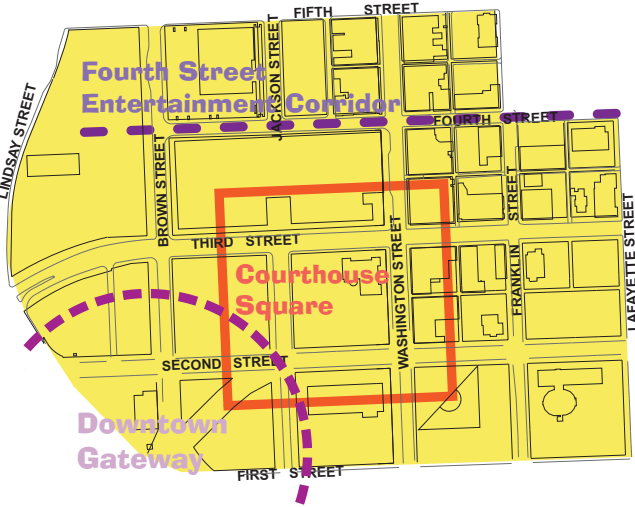 FIFTH STREET
JACKSON STREET
Fourth Street
Entertainment Corridor
LINDSAY STREET
FOURTH STREET
BROWN STREET
THIRD STREET
WASHINGTON STREET
FRANKLIN STREET
LAFAYETTE STREET
Courthouse
Square
SECOND STREET
Downtown
Gateway
FIRST STREET